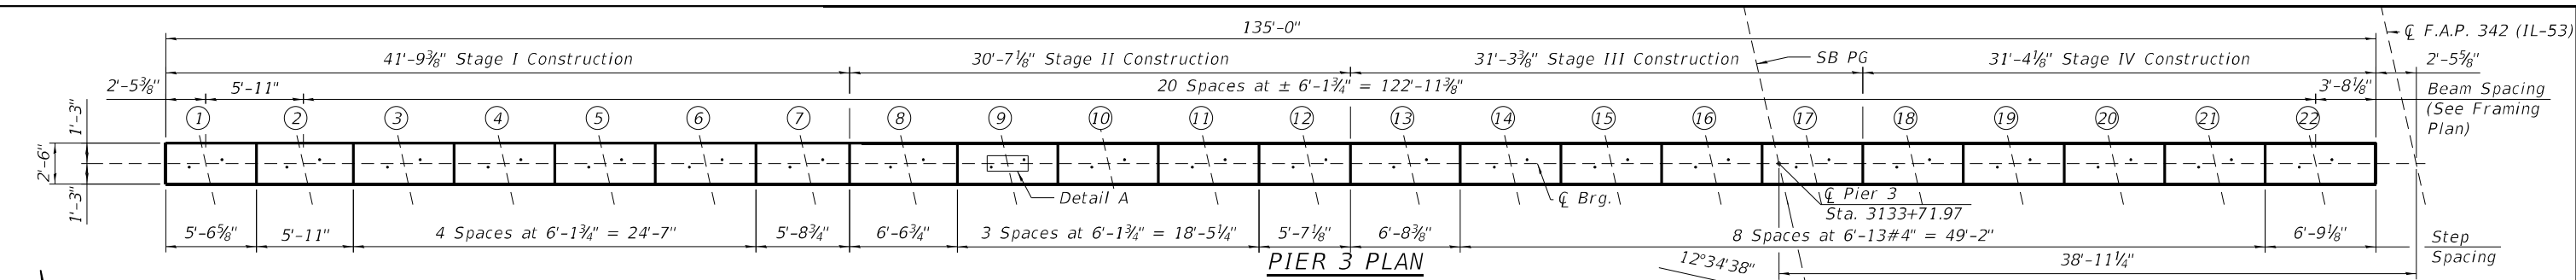 135'-0"
℄ F.A.P. 342 (IL-53)
41'-9⅜" Stage I Construction
30'-7⅛" Stage II Construction
31'-3⅜" Stage III Construction
SB PG
31'-4⅛" Stage IV Construction
2'-5⅝"
2'-5⅜"
5'-11"
20 Spaces at ± 6'-1¾" = 122'-11⅜"
3'-8⅛"
Beam Spacing
(See Framing
Plan)
1 2 3 4 5 6 7 8 9 10 11 12 13 14 15 16 17 18 19 20 21 22
1'-3"
2'-6"
1'-3"
Detail A
℄ Brg.
℄ Pier 3
Sta. 3133+71.97
5'-6⅝"
5'-11"
4 Spaces at 6'-1¾" = 24'-7"
5'-8¾"
6'-6¾"
3 Spaces at 6'-1¾" = 18'-5¼"
5'-7⅛"
6'-8⅜"
8 Spaces at 6'-13#4" = 49'-2"
6'-9⅛"
Step
Spacing
PIER 3 PLAN
12°34'38"
38'-11¼"